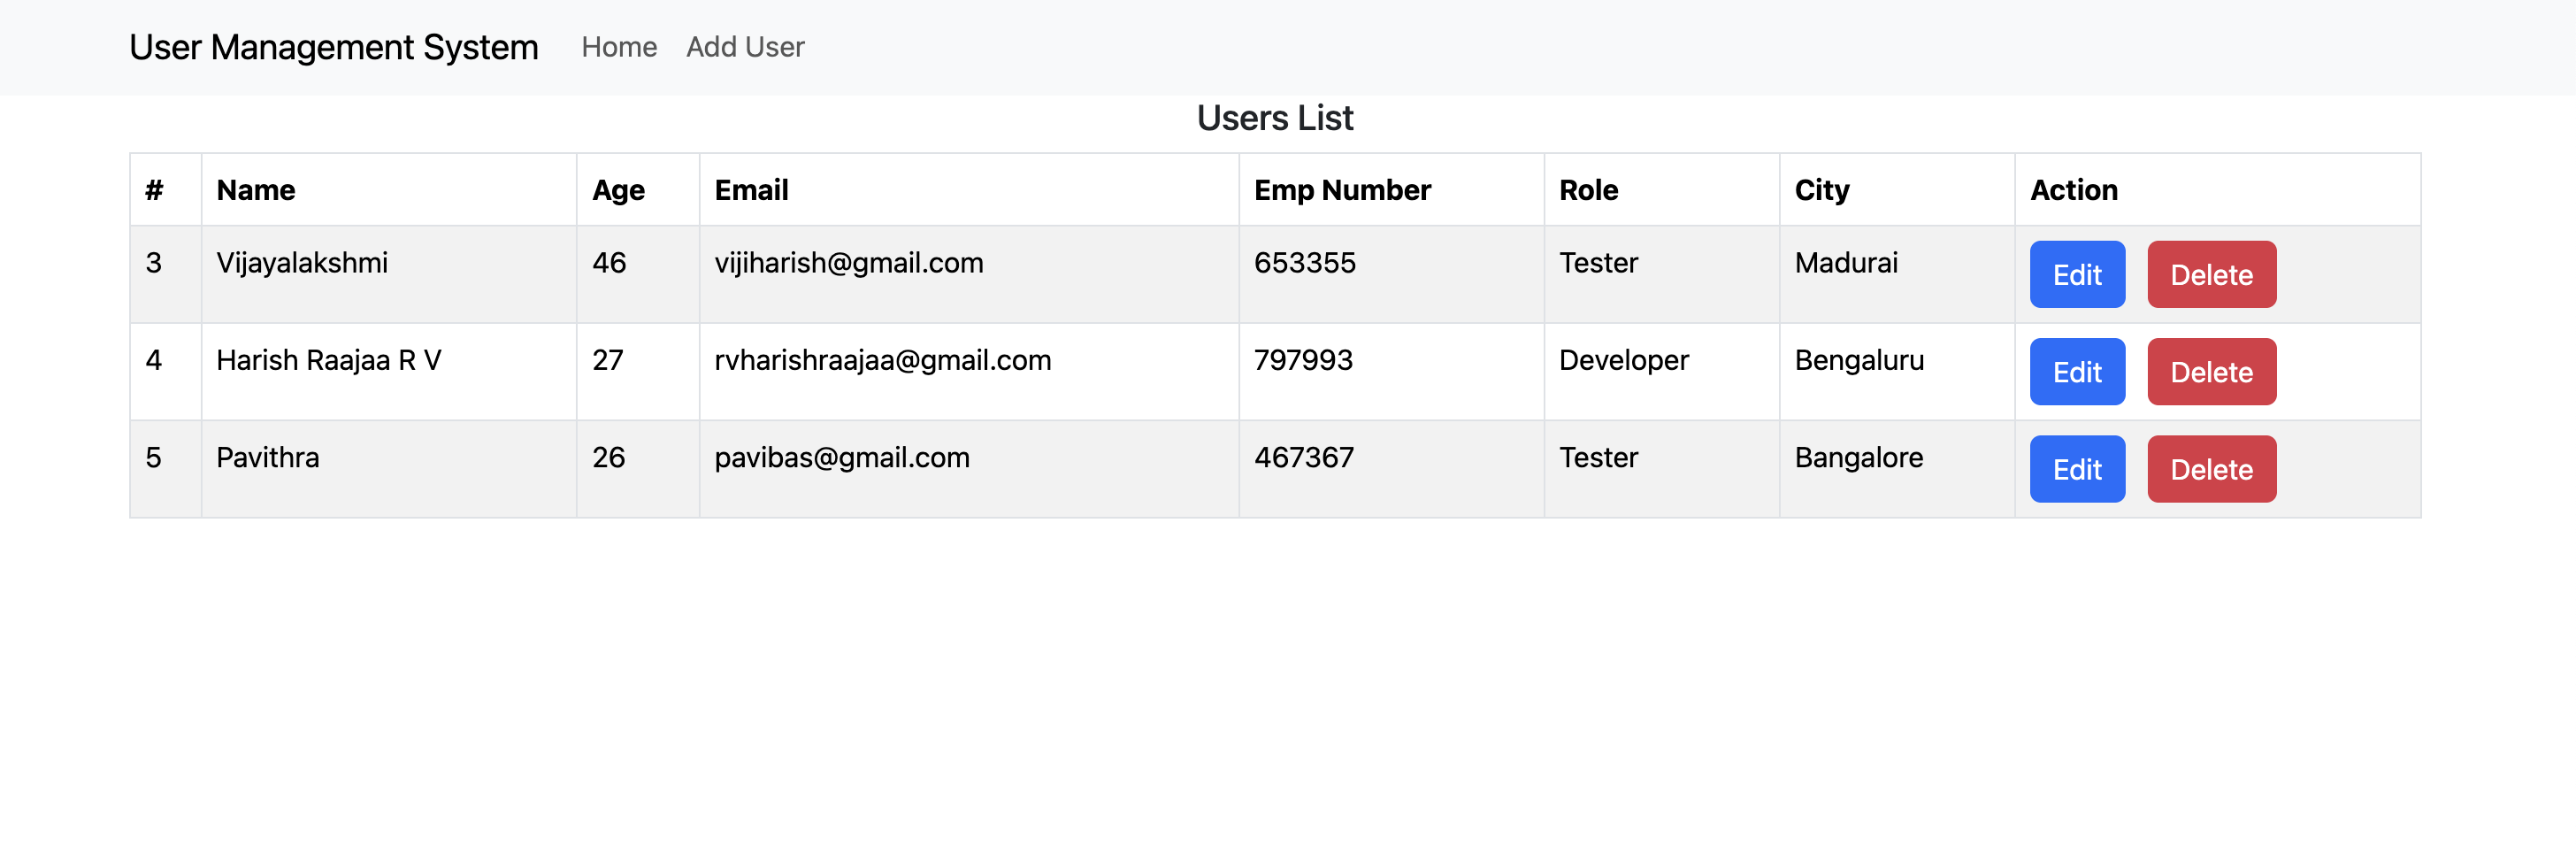 User Management System Home Add User
Users List
# Name Age Email Emp Number Role City Action
3 Vijayalakshmi 46 vijiharish@gmail.com 653355 Tester Madurai Edit Delete
4 Harish Raajaa R V 27 rvharishraajaa@gmail.com 797993 Developer Bengaluru Edit Delete
5 Pavithra 26 pavibas@gmail.com 467367 Tester Bangalore Edit Delete